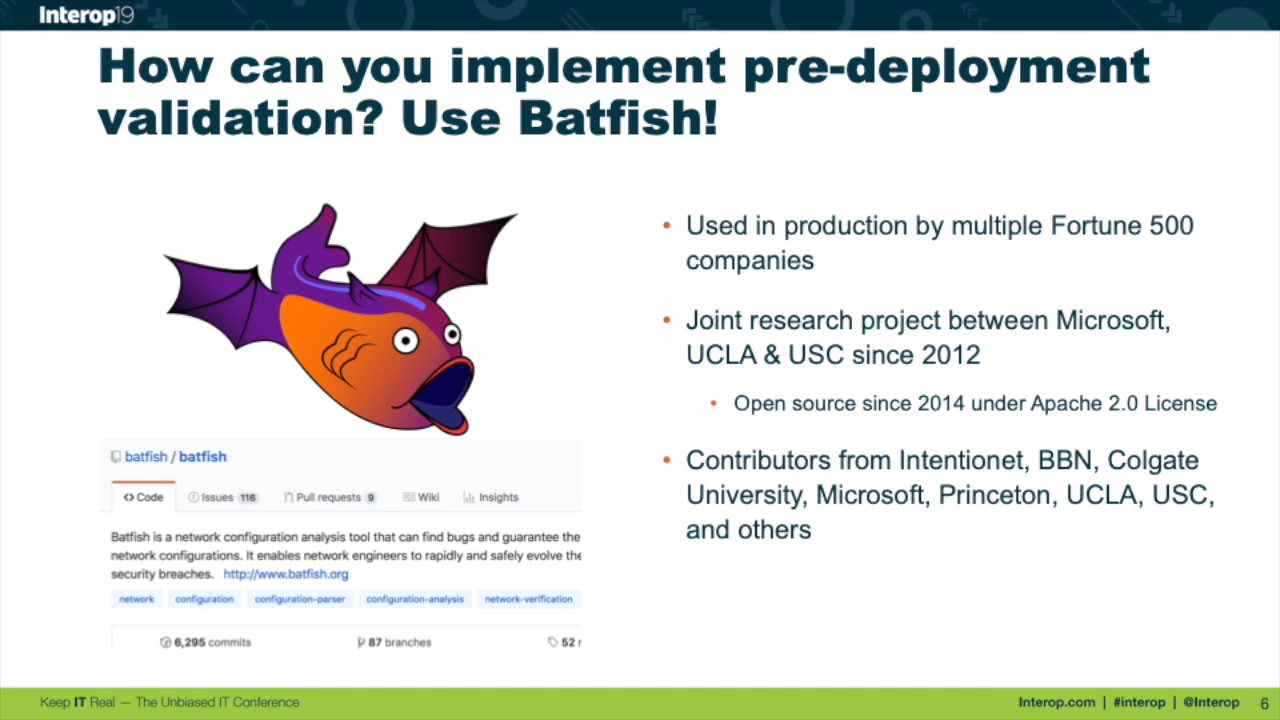 Interop19
How can you implement pre-deployment
validation? Use Batfish!
• Used in production by multiple Fortune 500
companies
• Joint research project between Microsoft,
UCLA & USC since 2012
• Open source since 2014 under Apache 2.0 License
• Contributors from Intentionet, BBN, Colgate
University, Microsoft, Princeton, UCLA, USC,
and others
batfish / batfish
<> Code Issues 116 Pull requests 9 Wiki Insights
Batfish is a network configuration analysis tool that can find bugs and guarantee the
network configurations. It enables network engineers to rapidly and safely evolve the
security breaches. http://www.batfish.org
network configuration configuration-parser configuration-analysis network-verification
6,295 commits 87 branches 52
Keep IT Real — The Unbiased IT Conference
Interop.com | #interop | @Interop 6